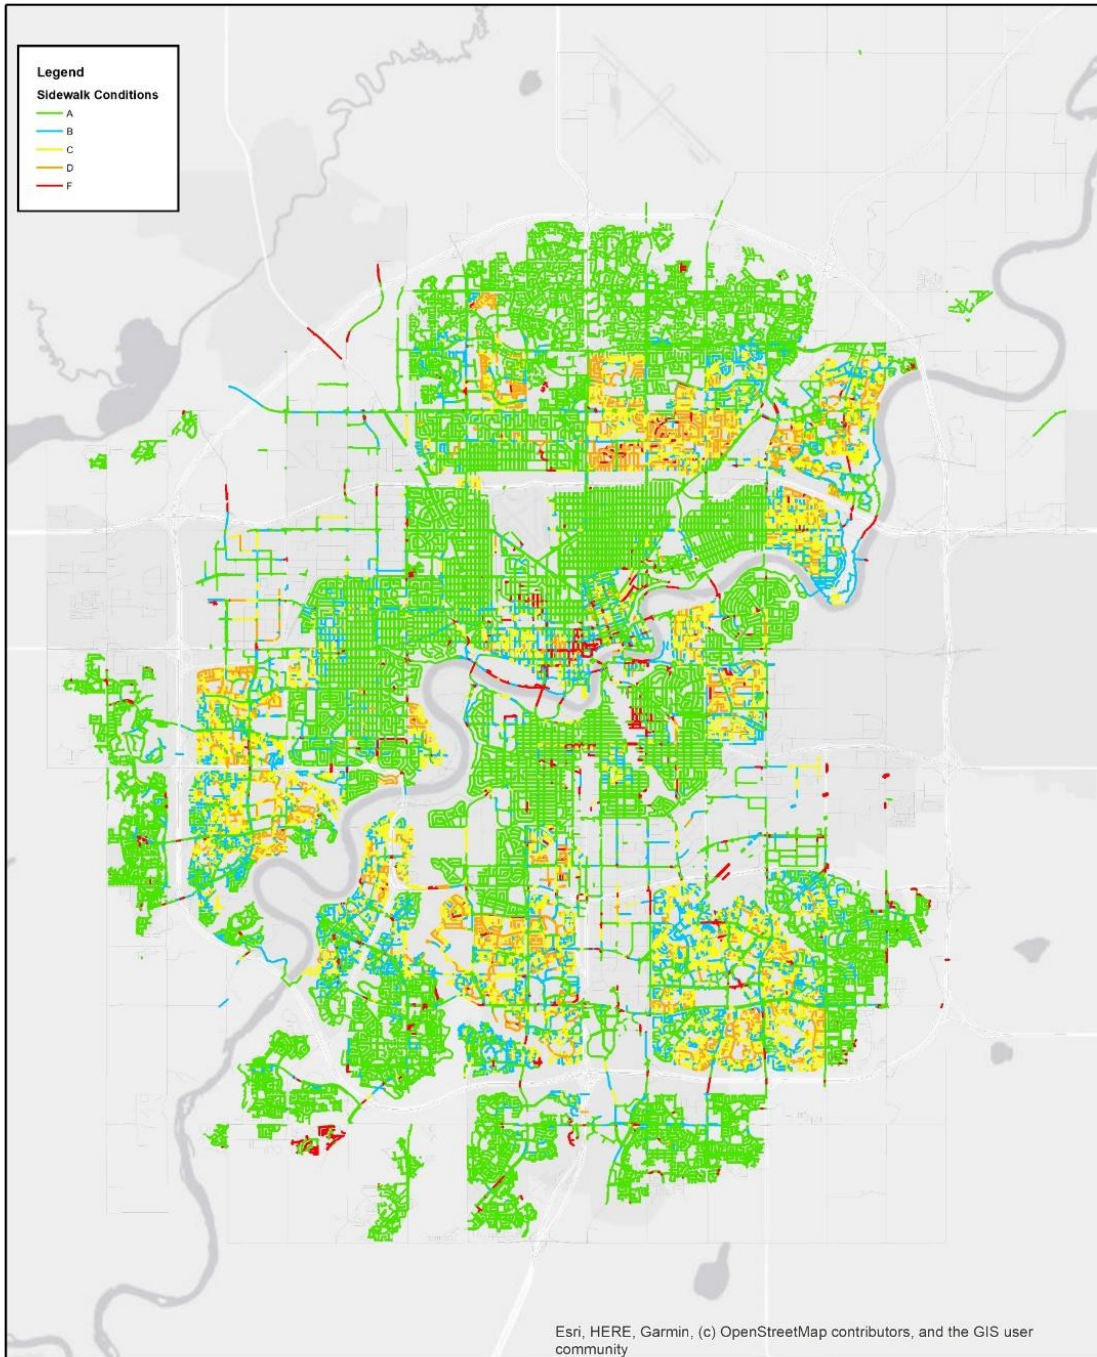 Legend
Sidewalk Conditions
A
B
C
D
F
Esri, HERE, Garmin, (c) OpenStreetMap contributors, and the GIS user
community